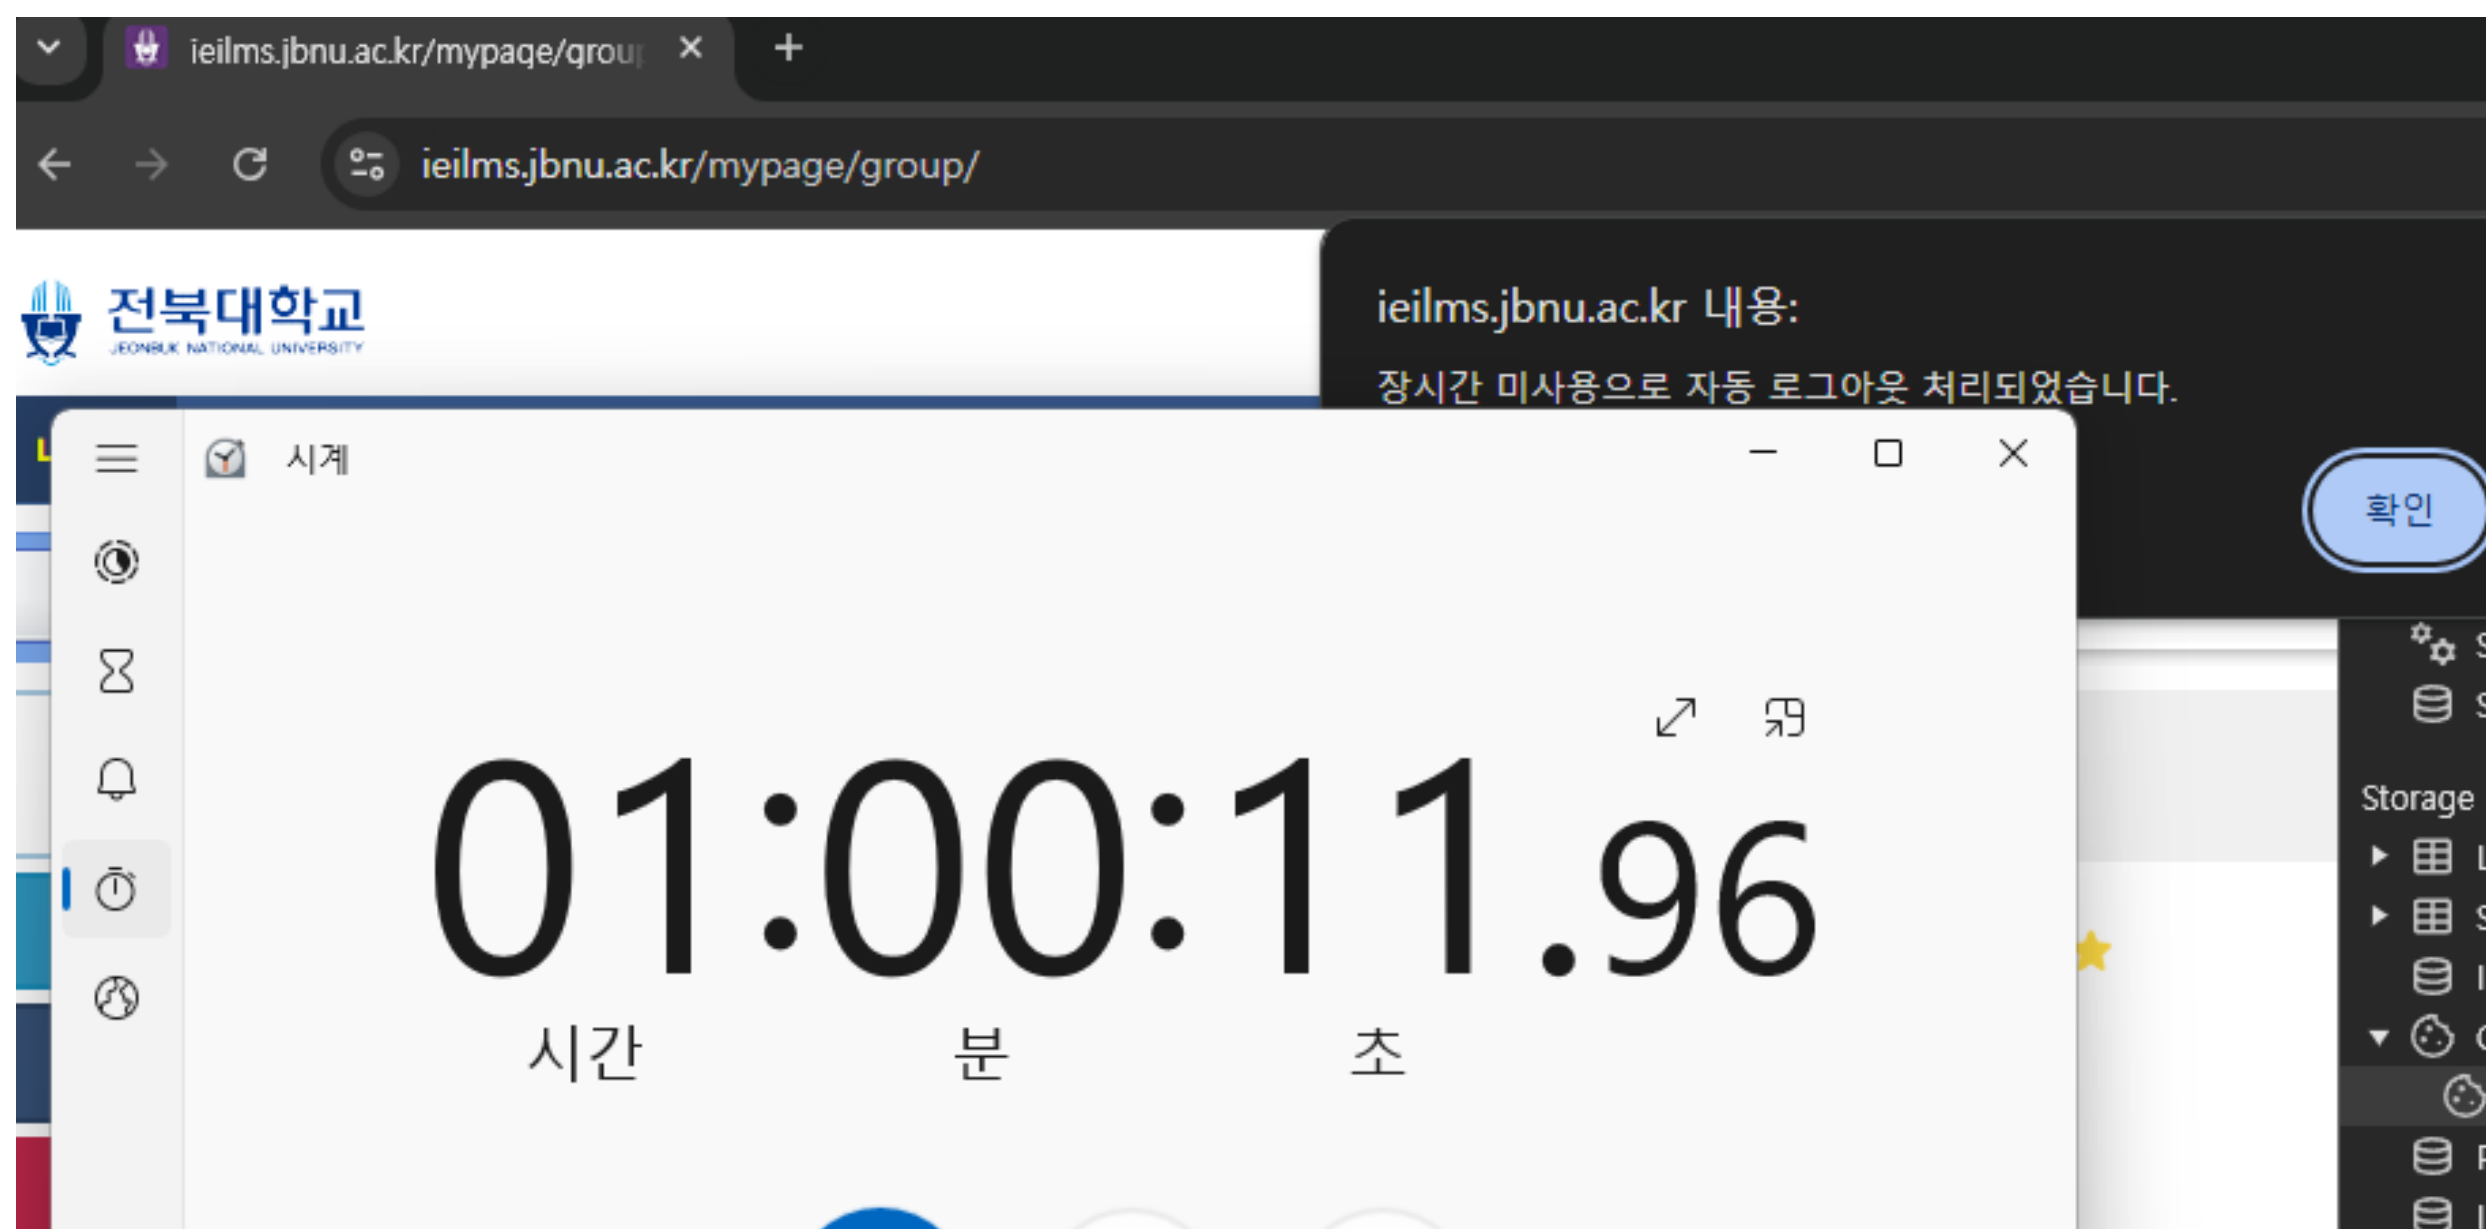 ieilms.jbnu.ac.kr/mypage/grou
ieilms.jbnu.ac.kr/mypage/group/
전북대학교
JEONBUK NATIONAL UNIVERSITY
ieilms.jbnu.ac.kr 내용:
장시간 미사용으로 자동 로그아웃 처리되었습니다.
확인
시계
01:00:11.96
시간 분 초
Storage